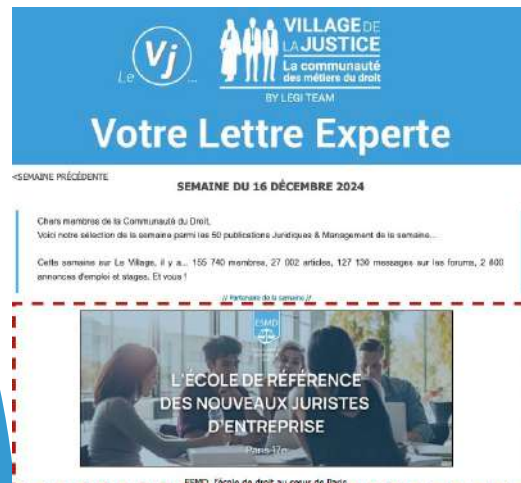 Le Vj ...
VILLAGE DE
LA JUSTICE
La communauté
des métiers du droit
BY LEGI TEAM
Votre Lettre Experte
<SEMAINE PRÉCÉDENTE
SEMAINE DU 16 DÉCEMBRE 2024
Chers membres de la Communauté du Droit,
Voici notre sélection de la semaine parmi les 50 publications Juridiques & Management de la semaine...
Cette semaine sur Le Village, il y a... 155 740 membres, 27 002 articles, 127 130 messages sur les forums, 2 600
annonces d'emploi et stages. Et vous !
// Partenaire de la semaine //
ESMD
L'ÉCOLE DE RÉFÉRENCE
DES NOUVEAUX JURISTES
D'ENTREPRISE
Paris 17e
ESMD, l'école de droit au cœur de Paris